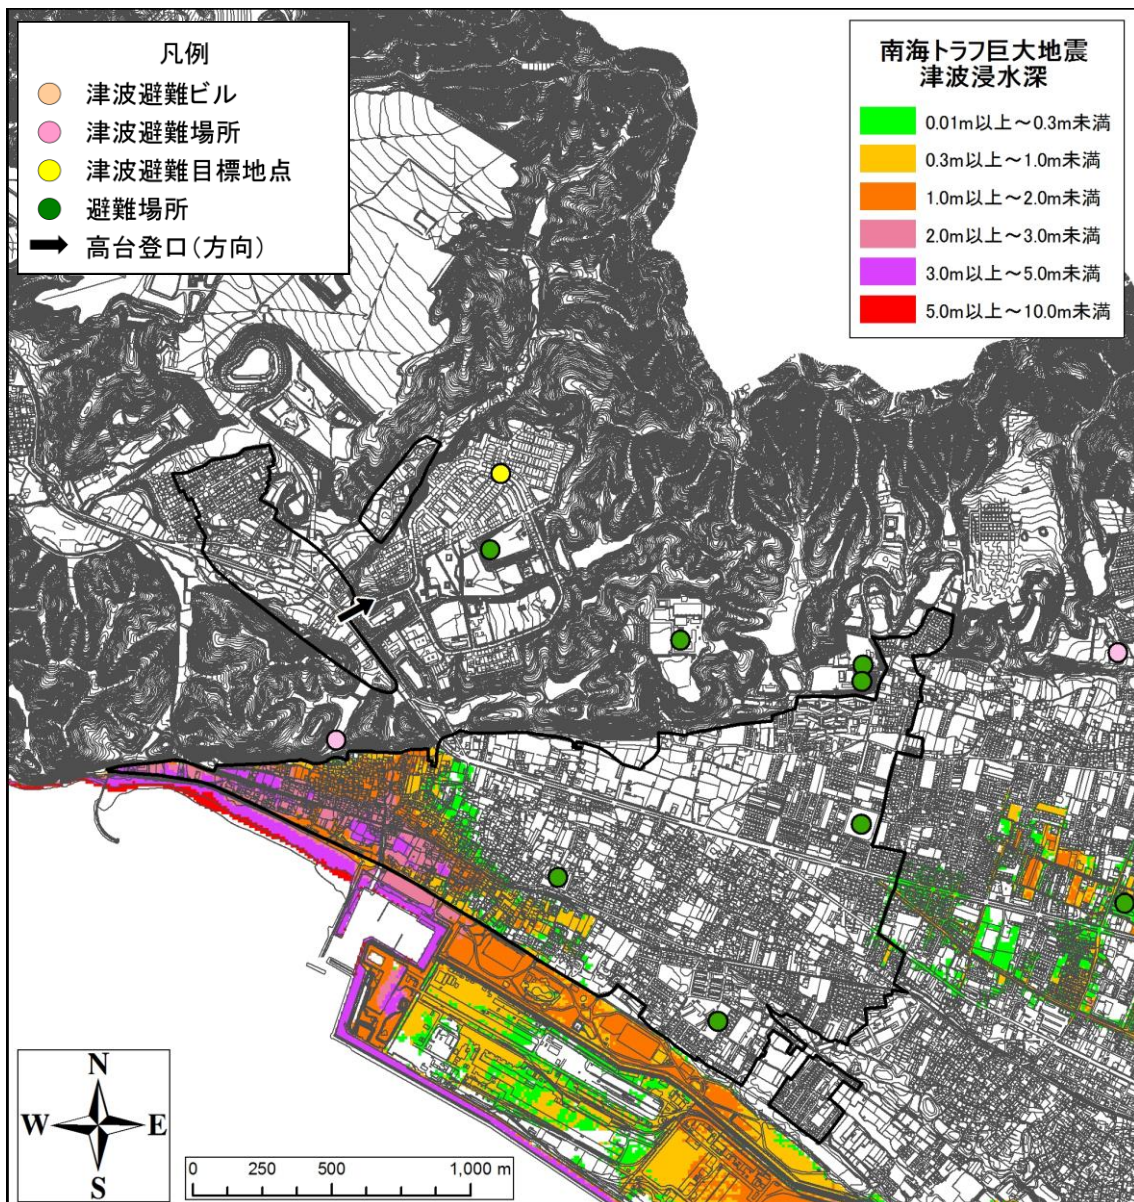 凡例
津波避難ビル
津波避難場所
津波避難目標地点
避難場所
高台登口(方向)
南海トラフ巨大地震
津波浸水深
0.01m以上～0.3m未満
0.3m以上～1.0m未満
1.0m以上～2.0m未満
2.0m以上～3.0m未満
3.0m以上～5.0m未満
5.0m以上～10.0m未満
N
W E
S
0 250 500 1,000 m